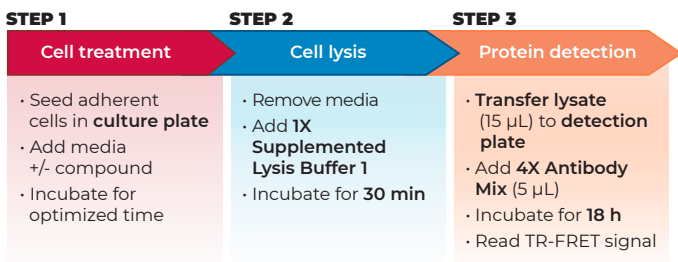 STEP 1
Cell treatment
· Seed adherent
cells in culture plate
· Add media
+/- compound
· Incubate for
optimized time
STEP 2
Cell lysis
· Remove media
· Add 1X
Supplemented
Lysis Buffer 1
· Incubate for 30 min
STEP 3
Protein detection
· Transfer lysate
(15 µL) to detection
plate
· Add 4X Antibody
Mix (5 µL)
· Incubate for 18 h
· Read TR-FRET signal